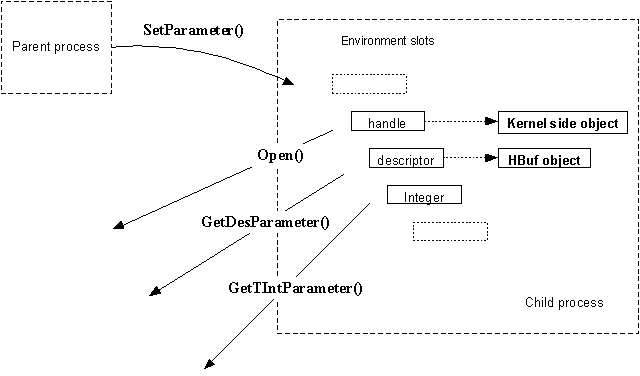 SetParameter()
Parent process
Environment slots
handle
Kernel side object
Open()
descriptor
HBuf object
Integer
GetDesParameter()
GetTIntParameter()
Child process